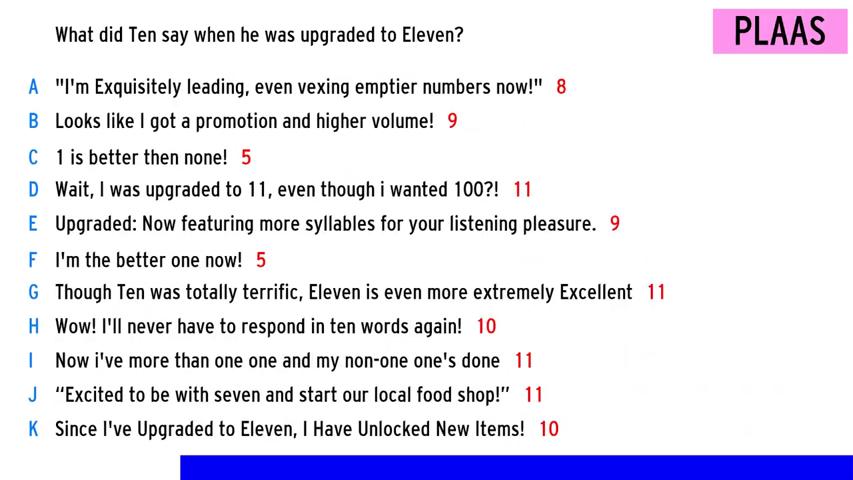 What did Ten say when he was upgraded to Eleven?
PLAAS
A "I'm Exquisitely leading, even vexing emptier numbers now!" 8
B Looks like I got a promotion and higher volume! 9
C 1 is better then none! 5
D Wait, I was upgraded to 11, even though i wanted 100?! 11
E Upgraded: Now featuring more syllables for your listening pleasure. 9
F I'm the better one now! 5
G Though Ten was totally terrific, Eleven is even more extremely Excellent 11
H Wow! I'll never have to respond in ten words again! 10
I Now i've more than one one and my non-one one's done 11
J “Excited to be with seven and start our local food shop!” 11
K Since I've Upgraded to Eleven, I Have Unlocked New Items! 10